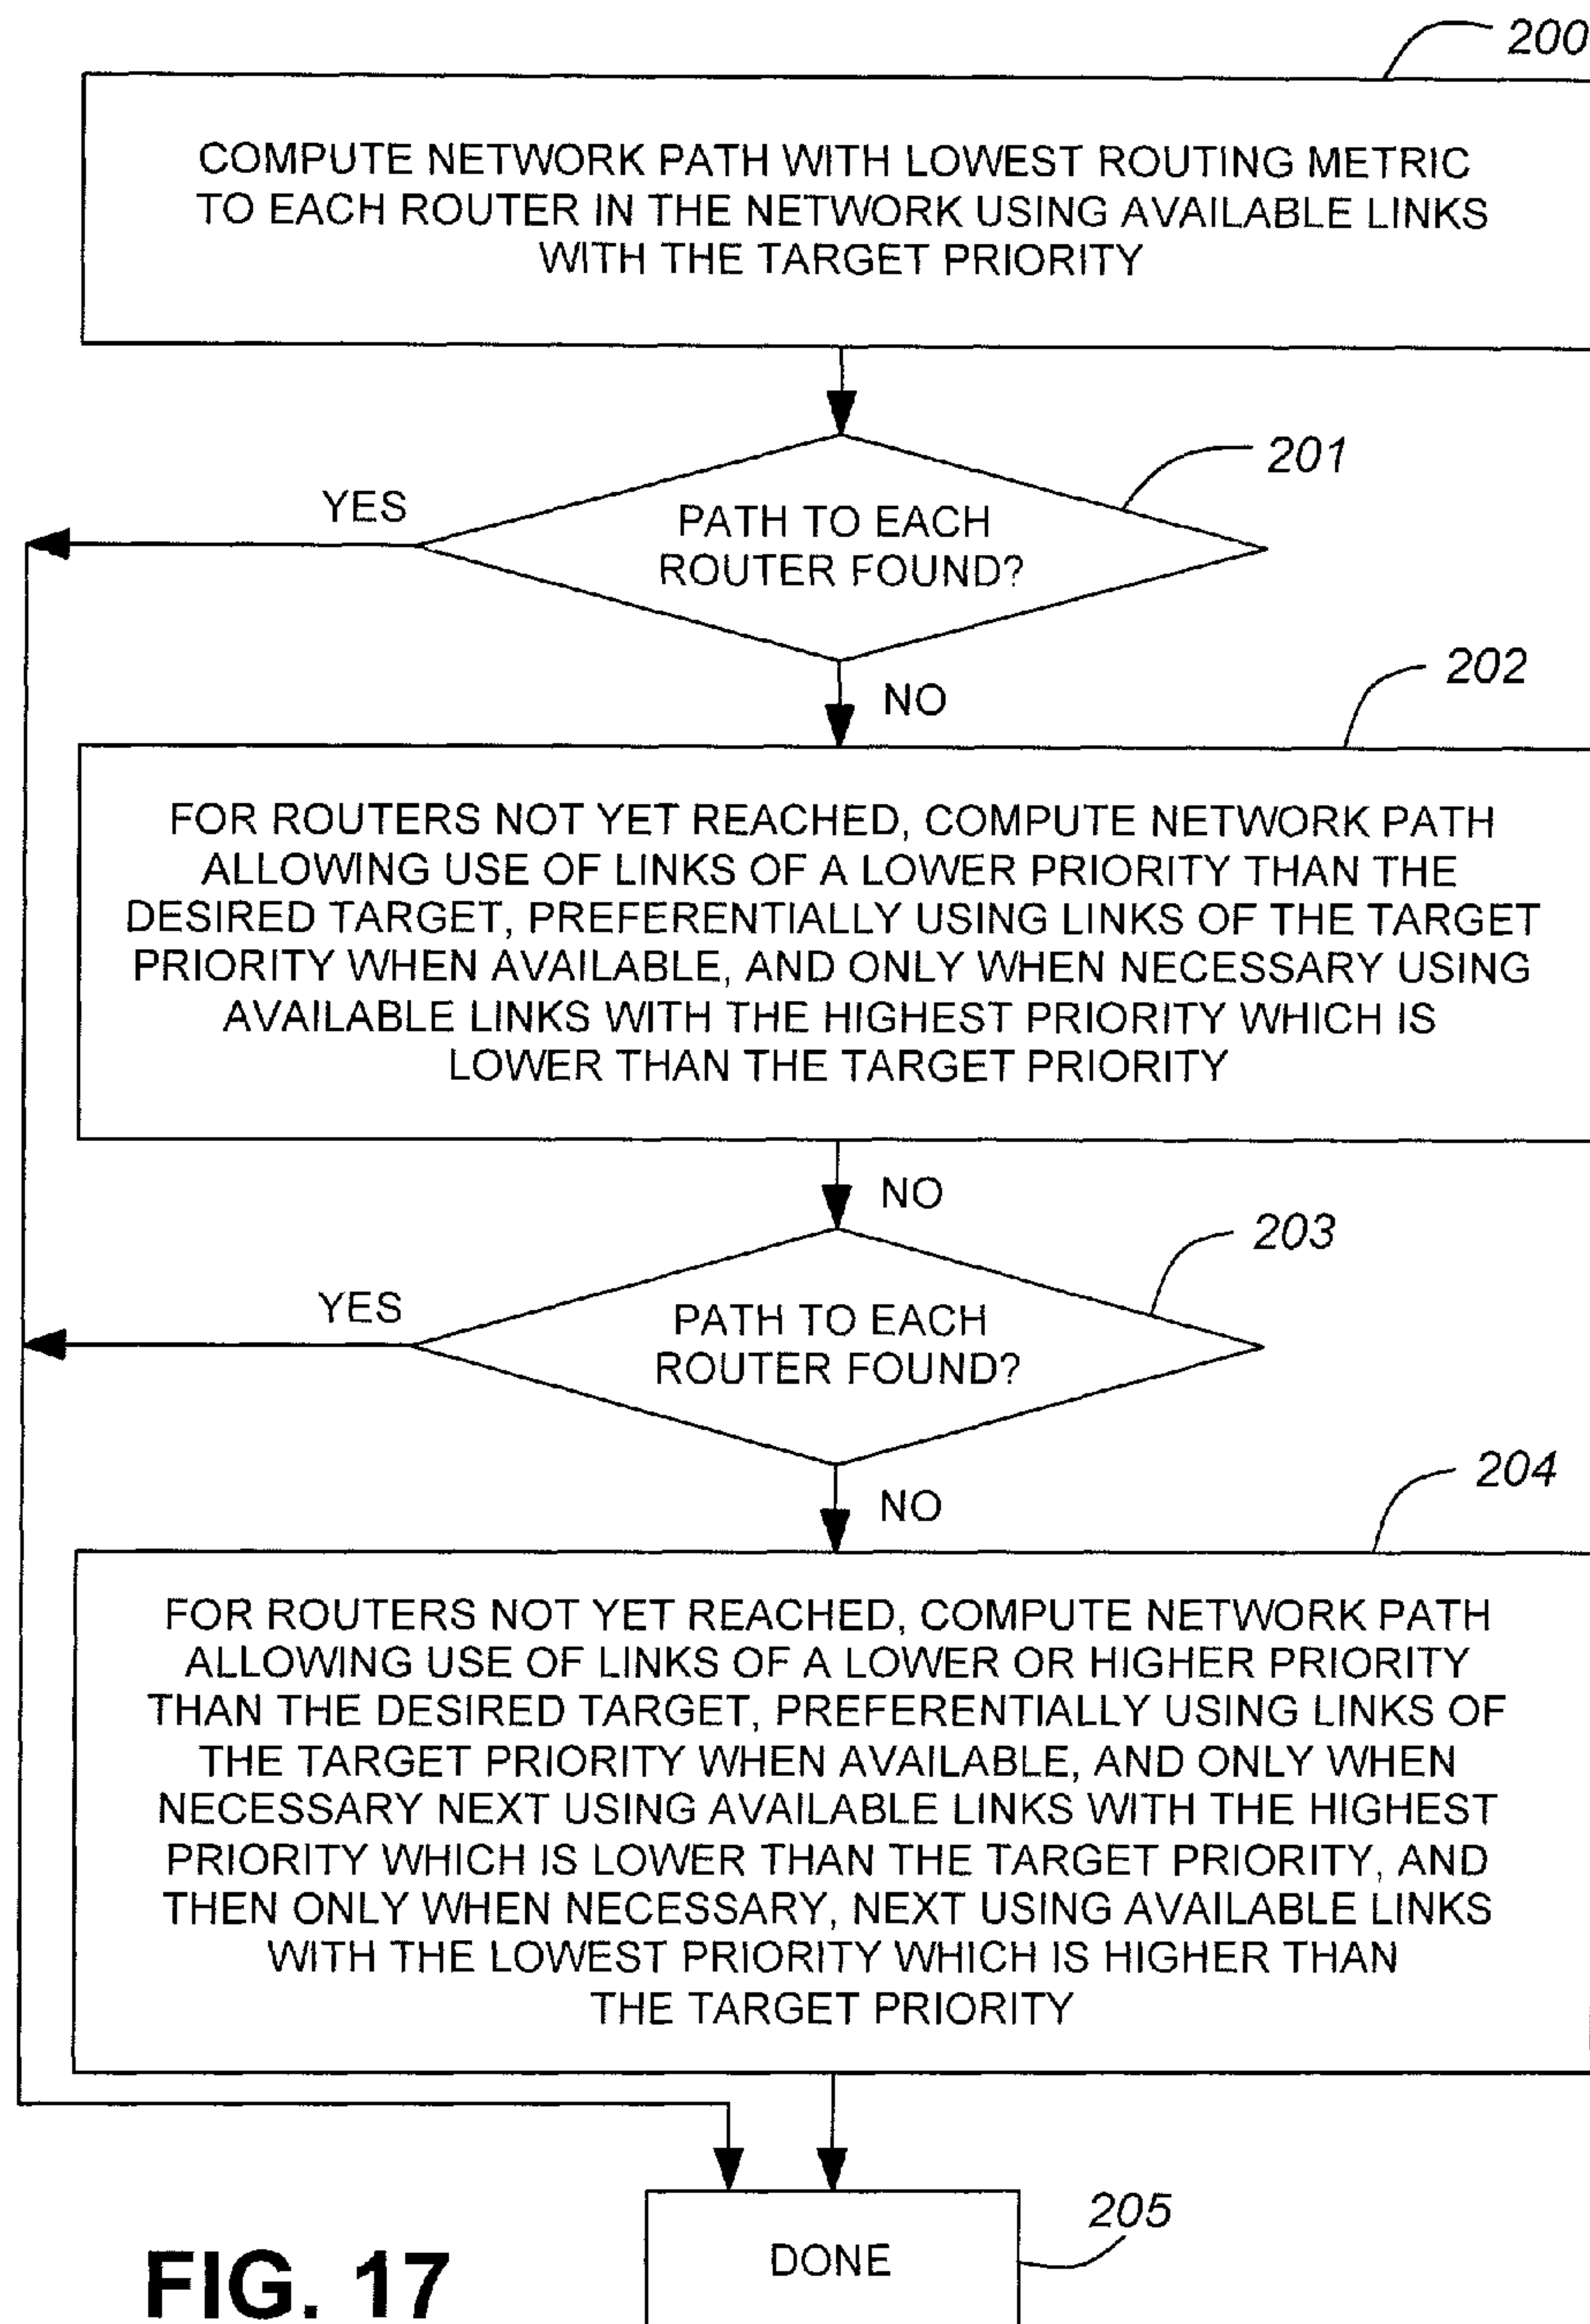 200
COMPUTE NETWORK PATH WITH LOWEST ROUTING METRIC
TO EACH ROUTER IN THE NETWORK USING AVAILABLE LINKS
WITH THE TARGET PRIORITY
201
YES
PATH TO EACH
ROUTER FOUND?
202
NO
FOR ROUTERS NOT YET REACHED, COMPUTE NETWORK PATH
ALLOWING USE OF LINKS OF A LOWER PRIORITY THAN THE
DESIRED TARGET, PREFERENTIALLY USING LINKS OF THE TARGET
PRIORITY WHEN AVAILABLE, AND ONLY WHEN NECESSARY USING
AVAILABLE LINKS WITH THE HIGHEST PRIORITY WHICH IS
LOWER THAN THE TARGET PRIORITY
NO
203
YES
PATH TO EACH
ROUTER FOUND?
204
NO
FOR ROUTERS NOT YET REACHED, COMPUTE NETWORK PATH
ALLOWING USE OF LINKS OF A LOWER OR HIGHER PRIORITY
THAN THE DESIRED TARGET, PREFERENTIALLY USING LINKS OF
THE TARGET PRIORITY WHEN AVAILABLE, AND ONLY WHEN
NECESSARY NEXT USING AVAILABLE LINKS WITH THE HIGHEST
PRIORITY WHICH IS LOWER THAN THE TARGET PRIORITY, AND
THEN ONLY WHEN NECESSARY, NEXT USING AVAILABLE LINKS
WITH THE LOWEST PRIORITY WHICH IS HIGHER THAN
THE TARGET PRIORITY
205
DONE
FIG. 17